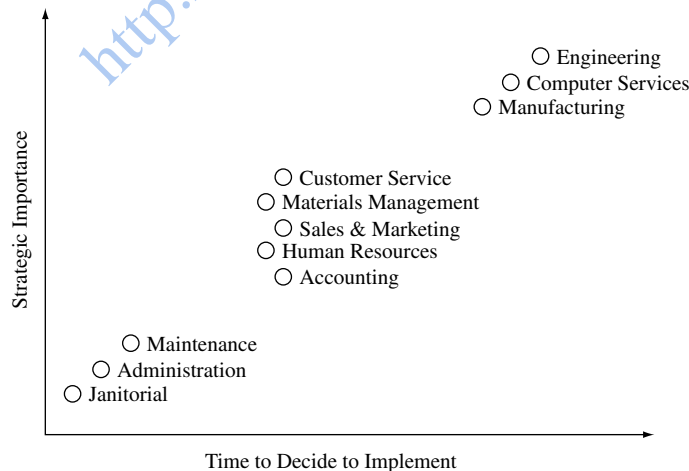 http:
Engineering
Computer Services
Manufacturing
Customer Service
Materials Management
Sales & Marketing
Human Resources
Accounting
Maintenance
Administration
Janitorial
Strategic Importance
Time to Decide to Implement